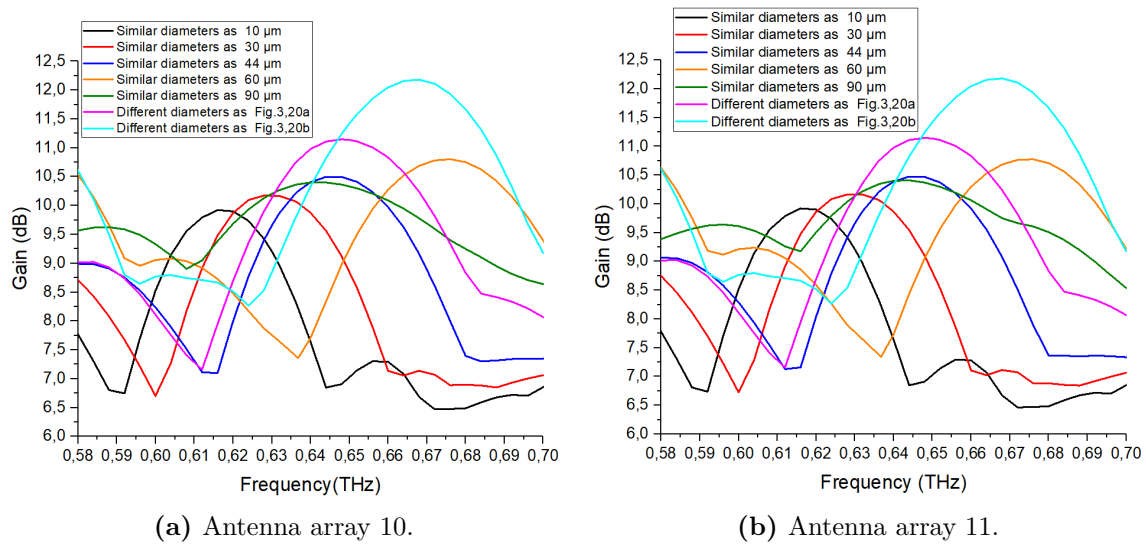 Similar diameters as 10 μm
Similar diameters as 30 μm
Similar diameters as 44 μm
Similar diameters as 60 μm
Similar diameters as 90 μm
Different diameters as Fig.3,20a
Different diameters as Fig.3,20b
12,5
12,0
11,5
11,0
10,5
10,0
9,5
9,0
8,5
8,0
7,5
7,0
6,5
6,0
Gain (dB)
0,58 0,59 0,60 0,61 0,62 0,63 0,64 0,65 0,66 0,67 0,68 0,69 0,70
Frequency(THz)
(a) Antenna array 10.
Similar diameters as 10 μm
Similar diameters as 30 μm
Similar diameters as 44 μm
Similar diameters as 60 μm
Similar diameters as 90 μm
Different diameters as Fig.3,20a
Different diameters as Fig.3,20b
12,5
12,0
11,5
11,0
10,5
10,0
9,5
9,0
8,5
8,0
7,5
7,0
6,5
6,0
Gain (dB)
0,58 0,59 0,60 0,61 0,62 0,63 0,64 0,65 0,66 0,67 0,68 0,69 0,70
Frequency (THz)
(b) Antenna array 11.